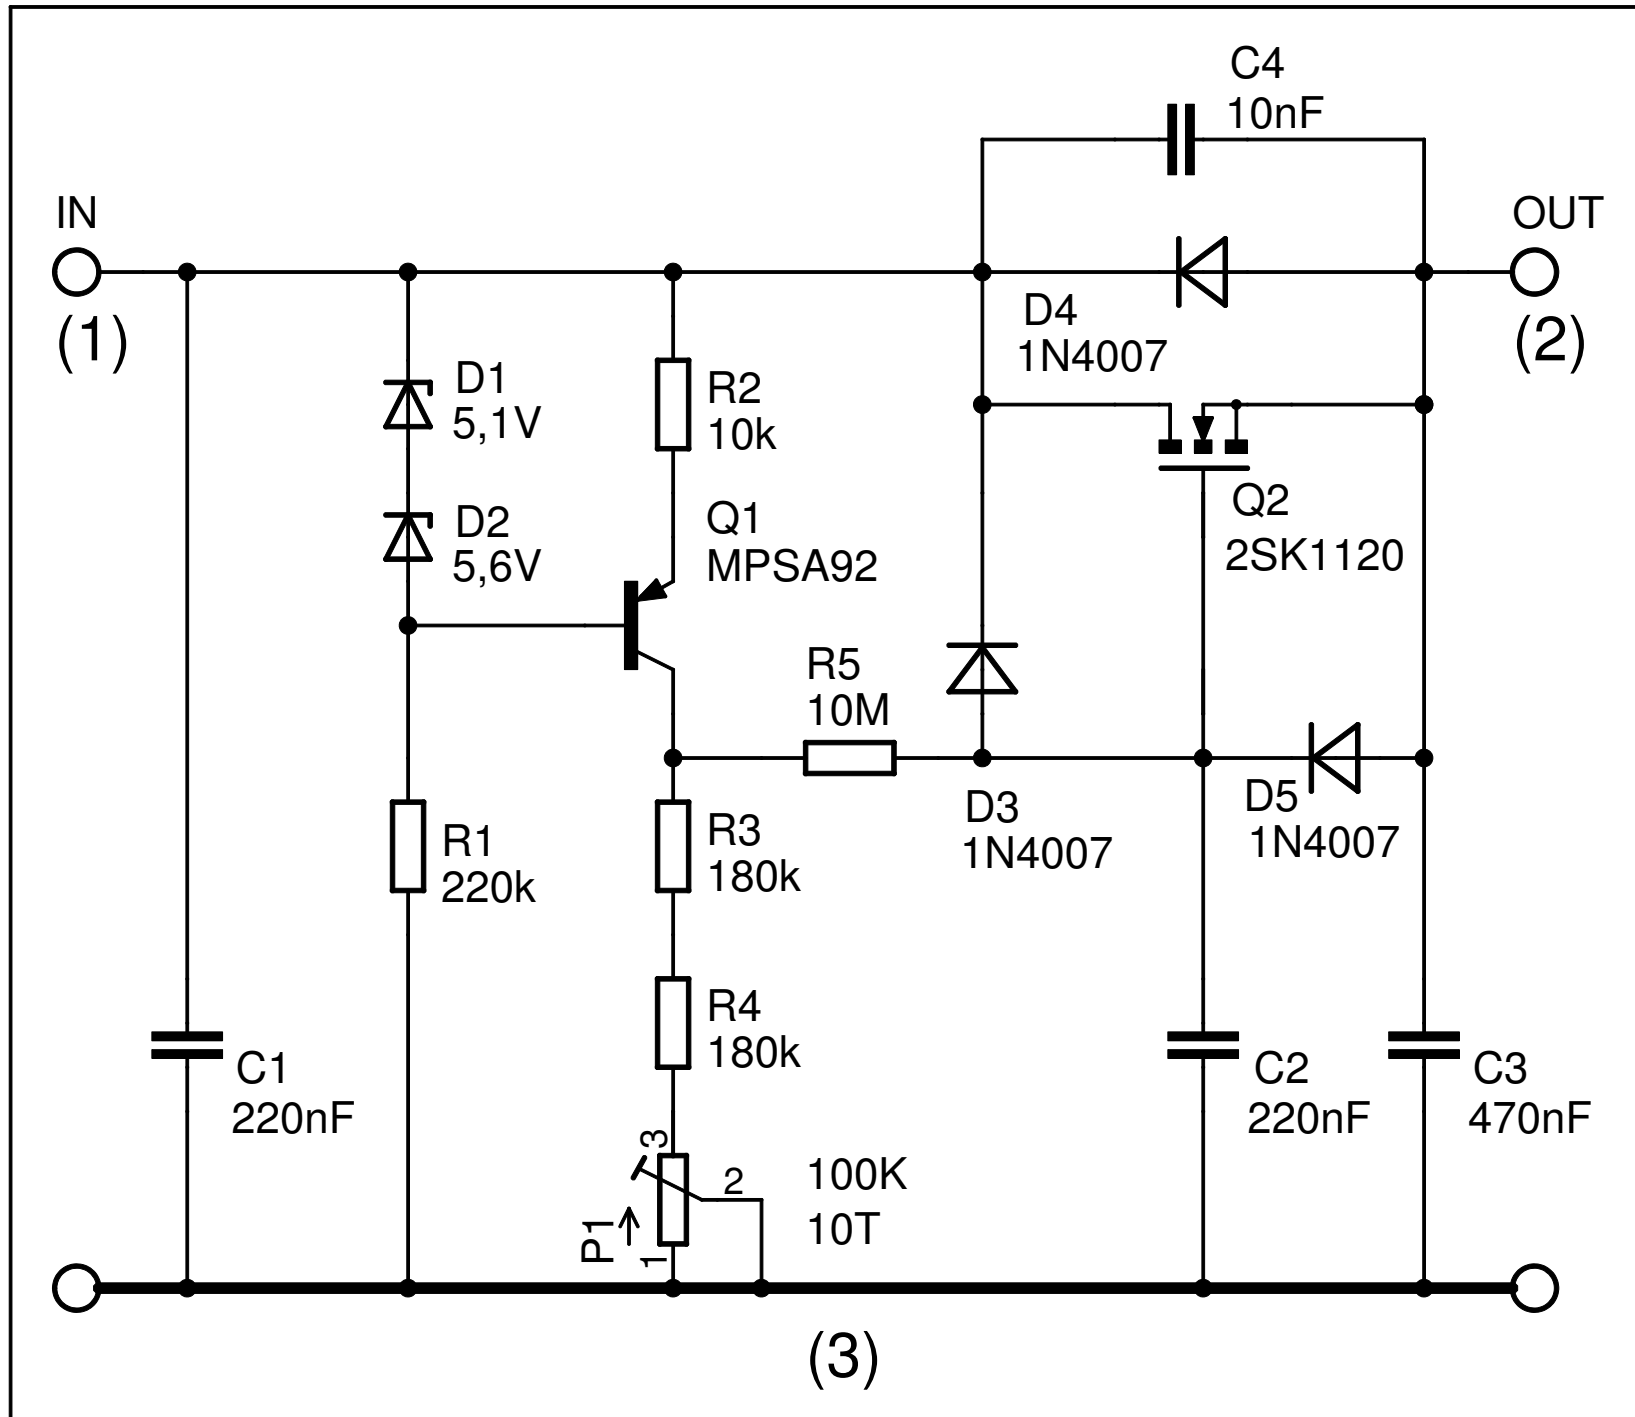 C4
10nF
IN
OUT
(1)
(2)
D4
1N4007
D1
5,1V
R2
10k
D2
5,6V
Q1
MPSA92
Q2
2SK1120
R5
10M
D3
1N4007
D5
1N4007
R1
220k
R3
180k
R4
180k
C1
220nF
C2
220nF
C3
470nF
3
2
100K
10T
P1
1
(3)